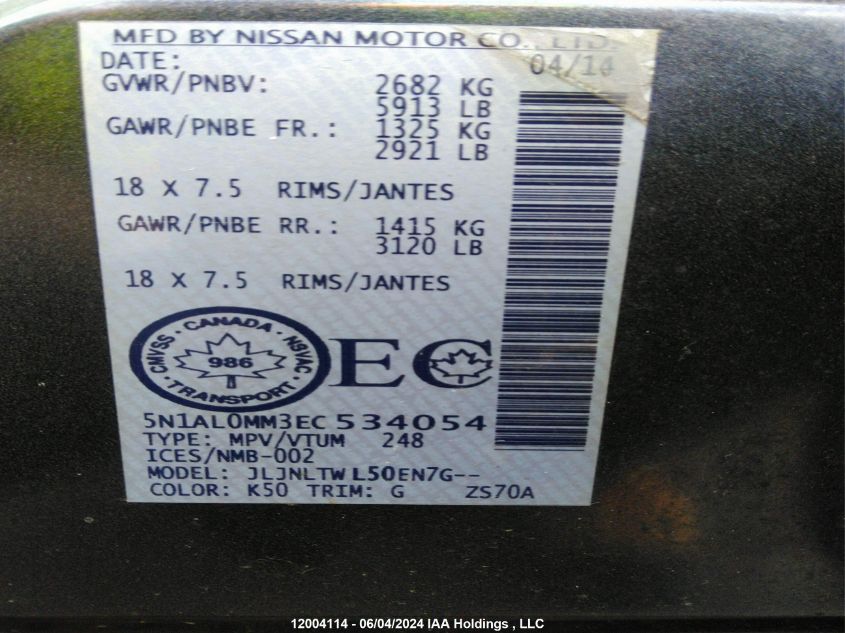 MFD BY NISSAN MOTOR CO., LTD.
DATE: 04/14
GVWR/PNBV: 2682 KG
5913 LB
GAWR/PNBE FR.: 1325 KG
2921 LB
18 X 7.5 RIMS/JANTES
GAWR/PNBE RR.: 1415 KG
3120 LB
18 X 7.5 RIMS/JANTES
CANADA
CMVSS · 986 · NSVAC
TRANSPORT
EC
5N1AL0MM3EC534054
TYPE: MPV/VTUM 248
ICES/NMB-002
MODEL: JLJNLTWL50EN7G--
COLOR: K50 TRIM: G ZS70A
12004114 - 06/04/2024 IAA Holdings , LLC